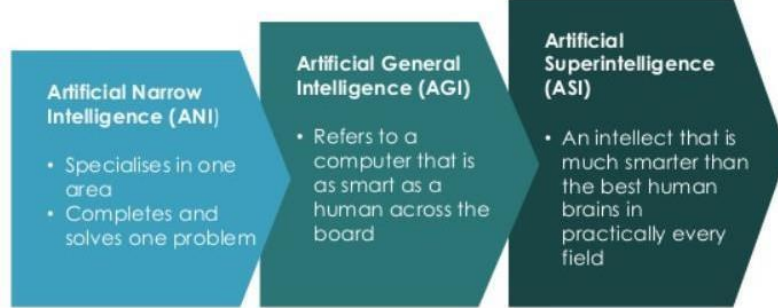 Artificial Narrow
Intelligence (ANI)
• Specialises in one
area
• Completes and
solves one problem
Artificial General
Intelligence (AGI)
• Refers to a
computer that is
as smart as a
human across the
board
Artificial
Superintelligence
(ASI)
• An intellect that is
much smarter than
the best human
brains in
practically every
field